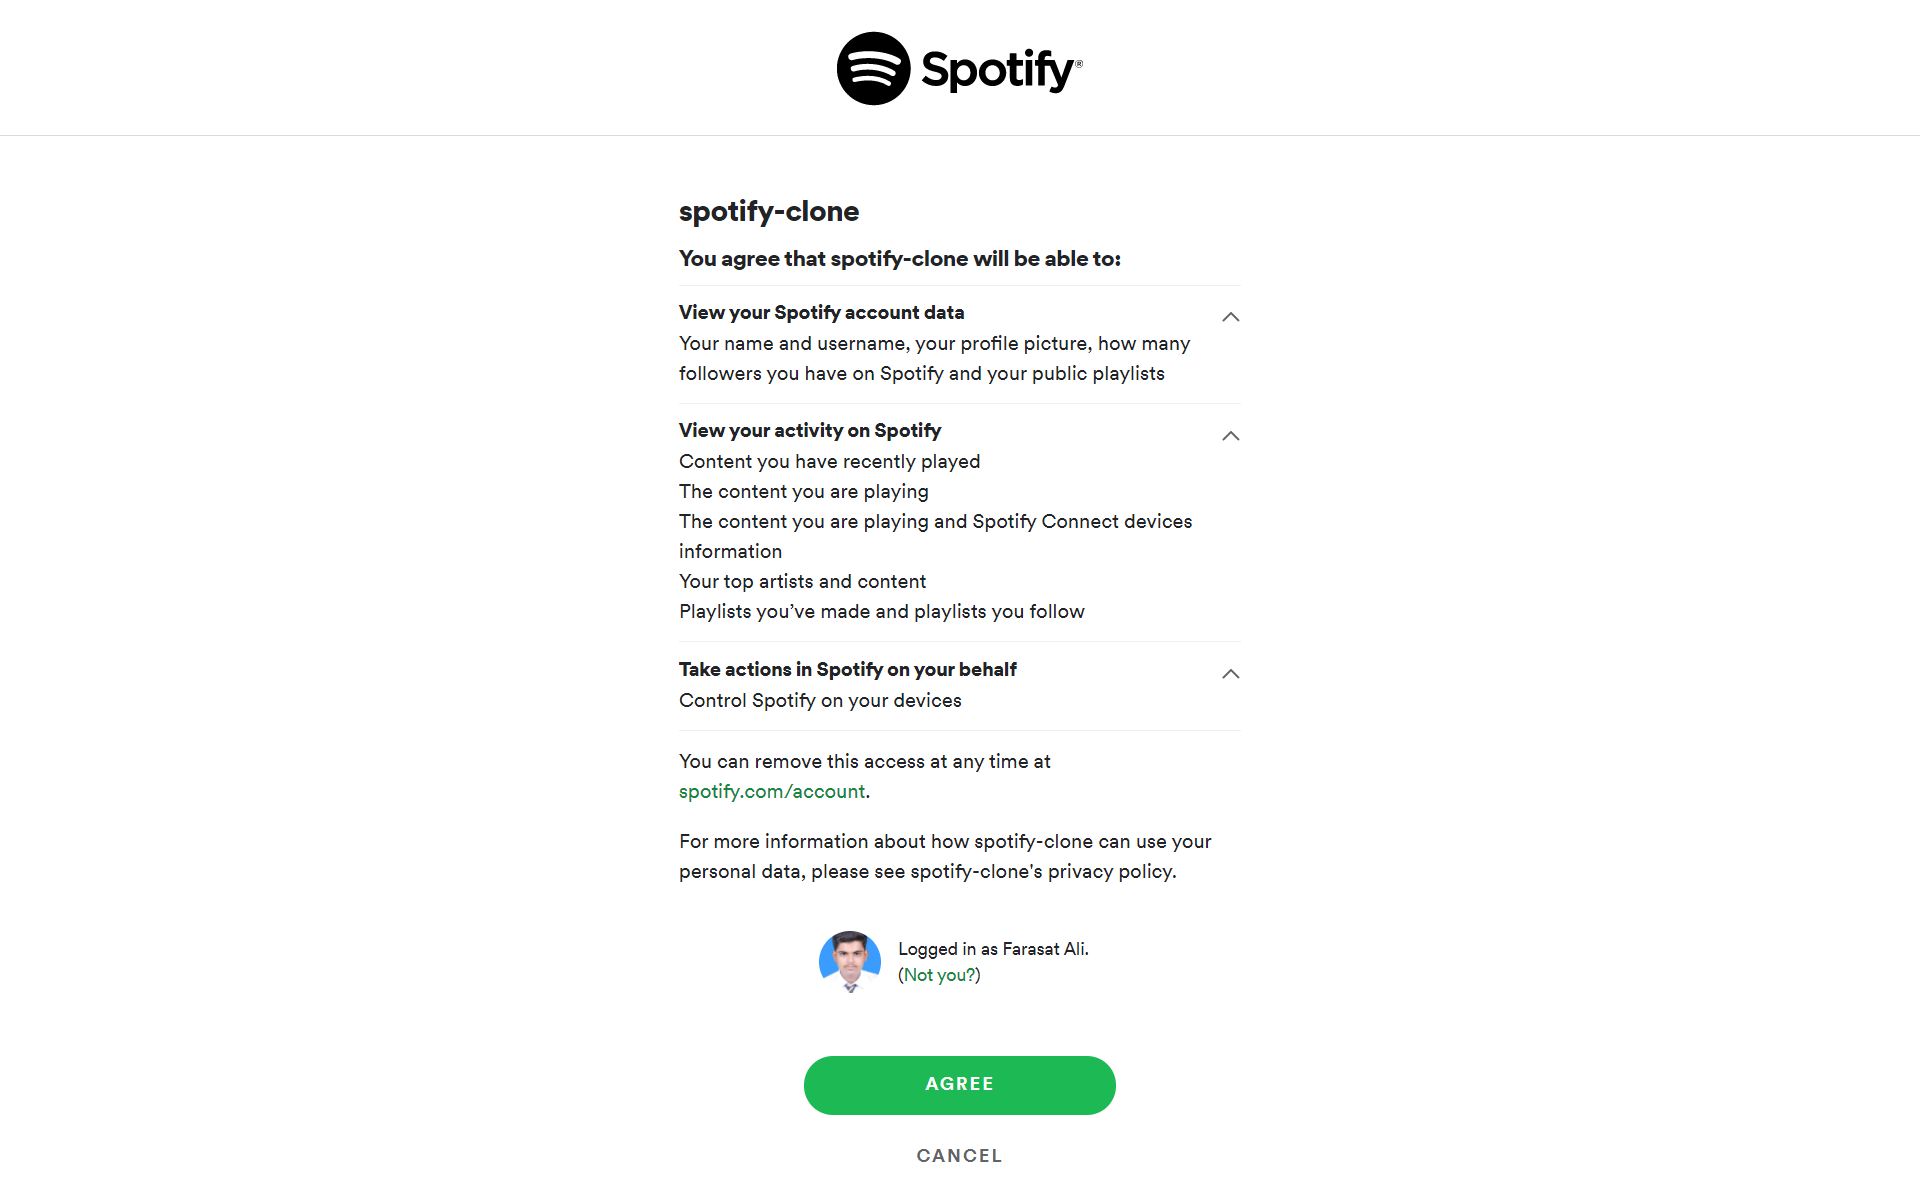 Spotify®
spotify-clone
You agree that spotify-clone will be able to:
View your Spotify account data
Your name and username, your profile picture, how many
followers you have on Spotify and your public playlists
View your activity on Spotify
Content you have recently played
The content you are playing
The content you are playing and Spotify Connect devices
information
Your top artists and content
Playlists you’ve made and playlists you follow
Take actions in Spotify on your behalf
Control Spotify on your devices
You can remove this access at any time at
spotify.com/account.
For more information about how spotify-clone can use your
personal data, please see spotify-clone's privacy policy.
Logged in as Farasat Ali.
(Not you?)
AGREE
CANCEL